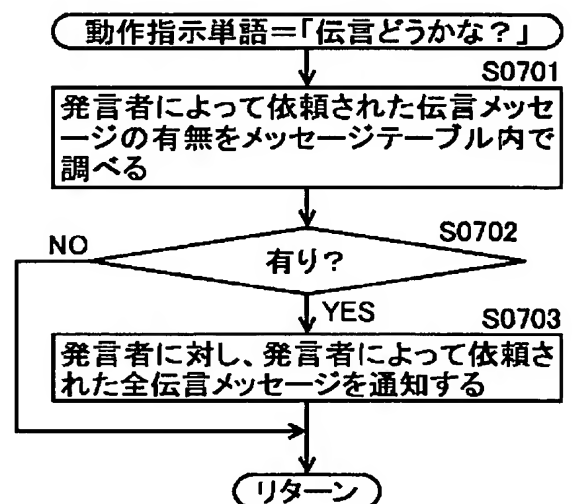 動作指示単語＝「伝言どうかな？」
S0701
発言者によって依頼された伝言メッセ
ージの有無をメッセージテーブル内で
調べる
S0702
有り？
NO
YES
S0703
発言者に対し、発言者によって依頼さ
れた全伝言メッセージを通知する
リターン